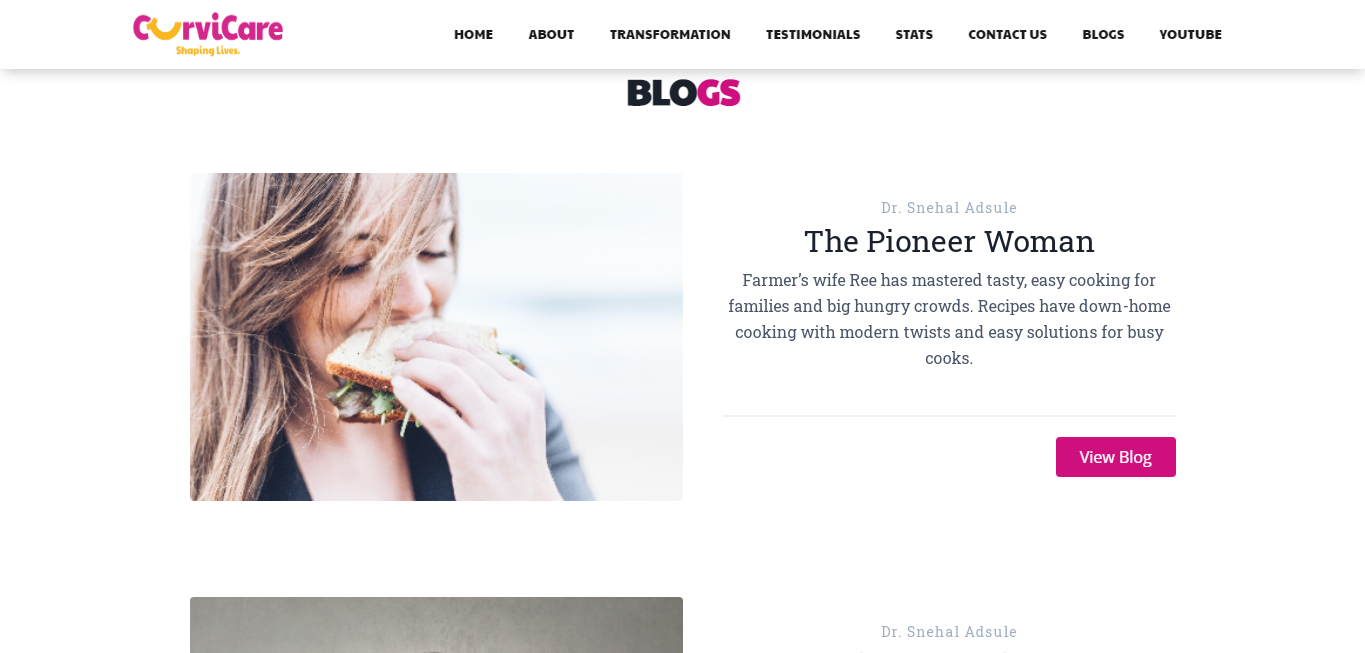 CurviCare
Shaping Lives.
HOME ABOUT TRANSFORMATION TESTIMONIALS STATS CONTACT US BLOGS YOUTUBE
BLOGS
Dr. Snehal Adsule
The Pioneer Woman
Farmer’s wife Ree has mastered tasty, easy cooking for
families and big hungry crowds. Recipes have down-home
cooking with modern twists and easy solutions for busy
cooks.
View Blog
Dr. Snehal Adsule